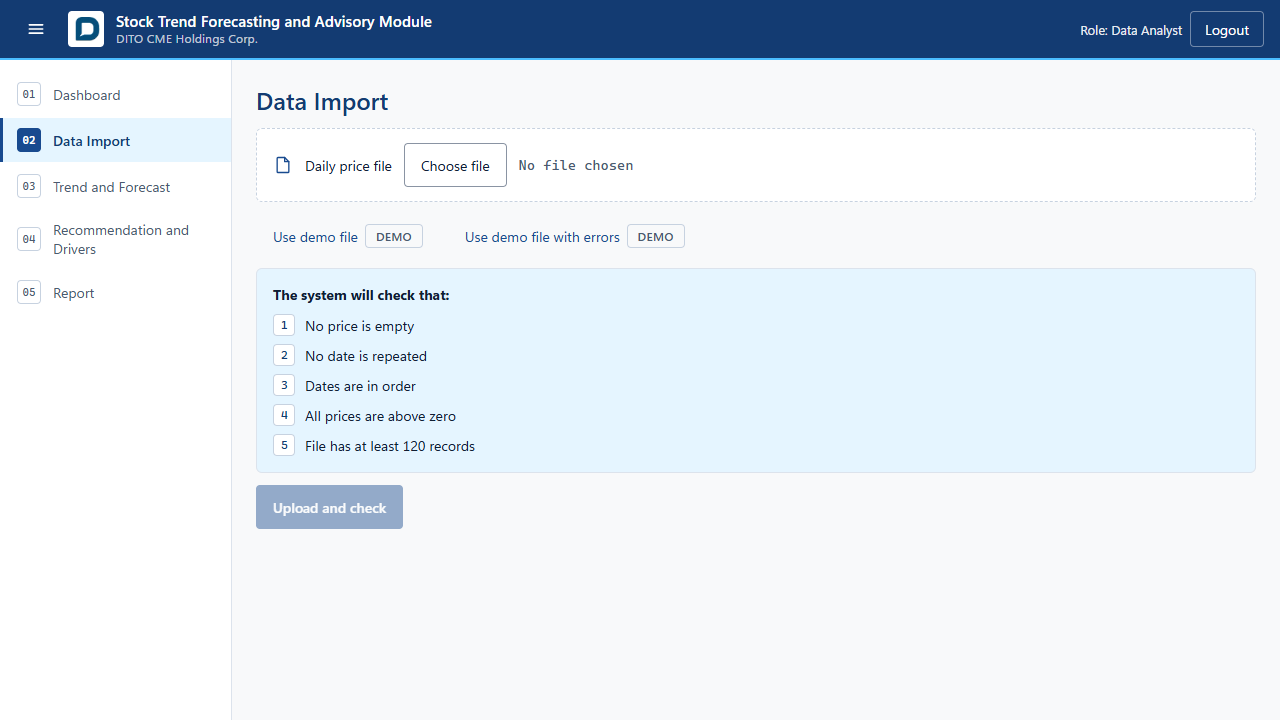 Stock Trend Forecasting and Advisory Module
DITO CME Holdings Corp.
Role: Data Analyst
Logout
01 Dashboard
02 Data Import
03 Trend and Forecast
04 Recommendation and
Drivers
05 Report
Data Import
Daily price file
Choose file
No file chosen
Use demo file DEMO
Use demo file with errors DEMO
The system will check that:
1 No price is empty
2 No date is repeated
3 Dates are in order
4 All prices are above zero
5 File has at least 120 records
Upload and check